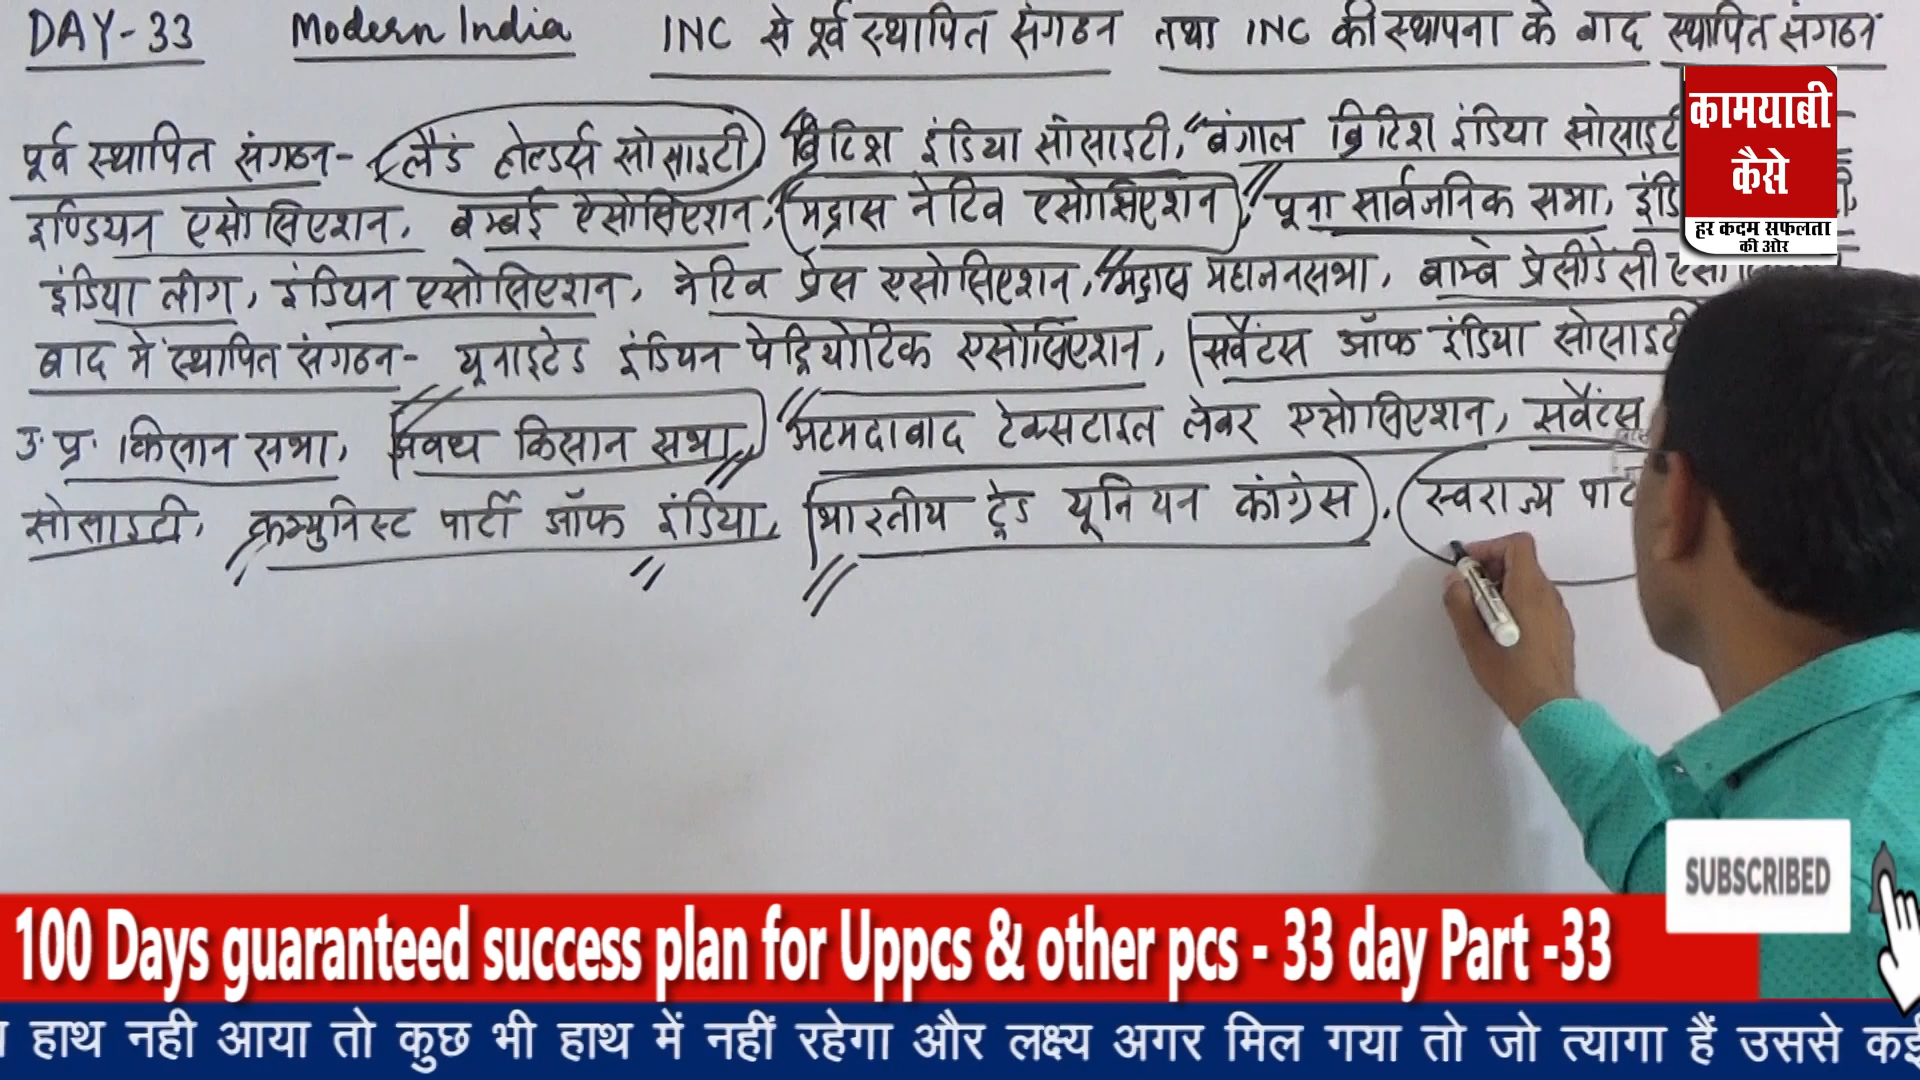 DAY-33 Modern India INC से पूर्व स्थापित संगठन तथा INC की स्थापना के बाद स्थापित संगठन
पूर्व स्थापित संगठन- लैंड होल्डर्स सोसाइटी, ब्रिटिश इंडिया सोसाइटी, बंगाल ब्रिटिश इंडिया सोसाइटी
इण्डियन एसोसिएशन, बम्बई ऐसोसिएशन, मद्रास नेटिव एसोसिएशन, पूना सार्वजनिक सभा,
इंडिया लीग, इंडियन एसोसिएशन, नेटिव प्रेस एसोसिएशन, मद्रास महाजनसभा, बाम्बे प्रेसीडेंसी
बाद में स्थापित संगठन- यूनाइटेड इंडियन पेट्रियोटिक एसोसिएशन, सर्वैंटस ऑफ इंडिया सोसाइटी
उ॰ प्र॰ किसान सभा, अवध किसान सभा, अहमदाबाद टेक्सटाइल लेबर एसोसिएशन, सर्वैंटस
सोसाइटी, कम्युनिस्ट पार्टी ऑफ इंडिया, भारतीय ट्रेड यूनियन कांग्रेस, स्वराज्य
कामयाबी
कैसे
हर कदम सफलता
की ओर
SUBSCRIBED
100 Days guaranteed success plan for Uppcs & other pcs - 33 day Part -33
हाथ नही आया तो कुछ भी हाथ में नहीं रहेगा और लक्ष्य अगर मिल गया तो जो त्यागा हैं उससे